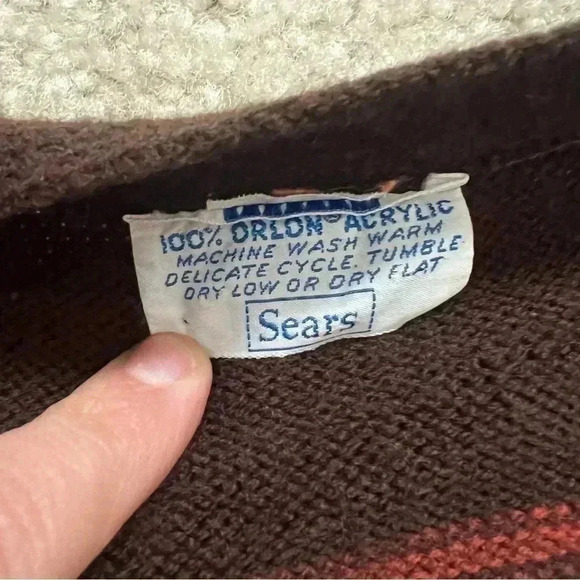 100% ORLON® ACRYLIC
MACHINE WASH WARM
DELICATE CYCLE. TUMBLE
DRY LOW OR DRY FLAT
Sears